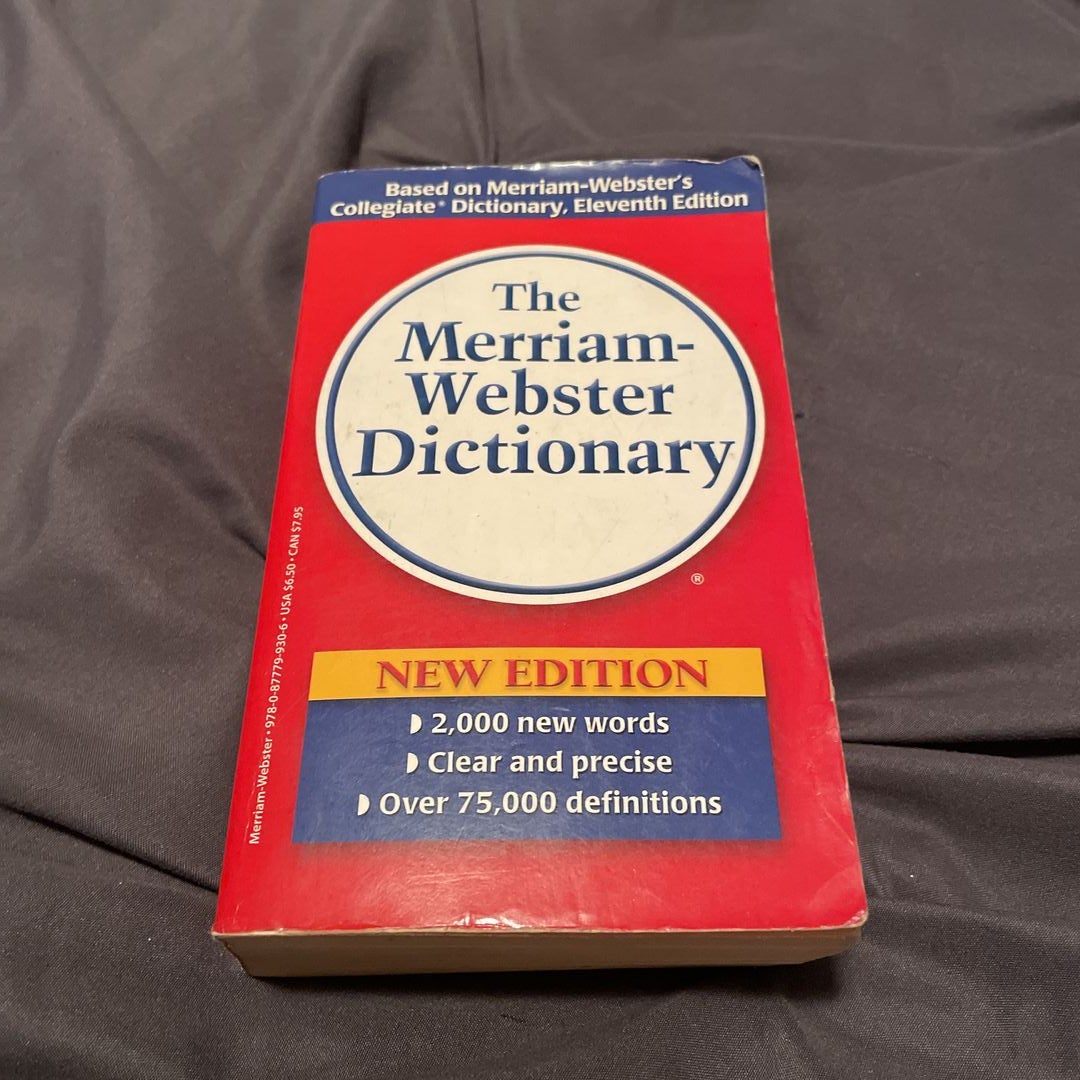 Based on Merriam-Webster's
Collegiate® Dictionary, Eleventh Edition
The
Merriam-
Webster
Dictionary
®
Merriam-Webster • 978-0-87779-930-6 • USA $6.50 • CAN $7.95
NEW EDITION
◗ 2,000 new words
◗ Clear and precise
◗ Over 75,000 definitions